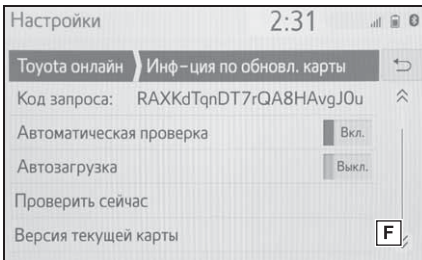 Настройки 2:31
Toyota онлайн Инф-ция по обновл. карты
Код запроса: RAXKdTqnDT7rQA8HAvgJ0u
Автоматическая проверка Вкл.
Автозагрузка Выкл.
Проверить сейчас
Версия текущей карты F